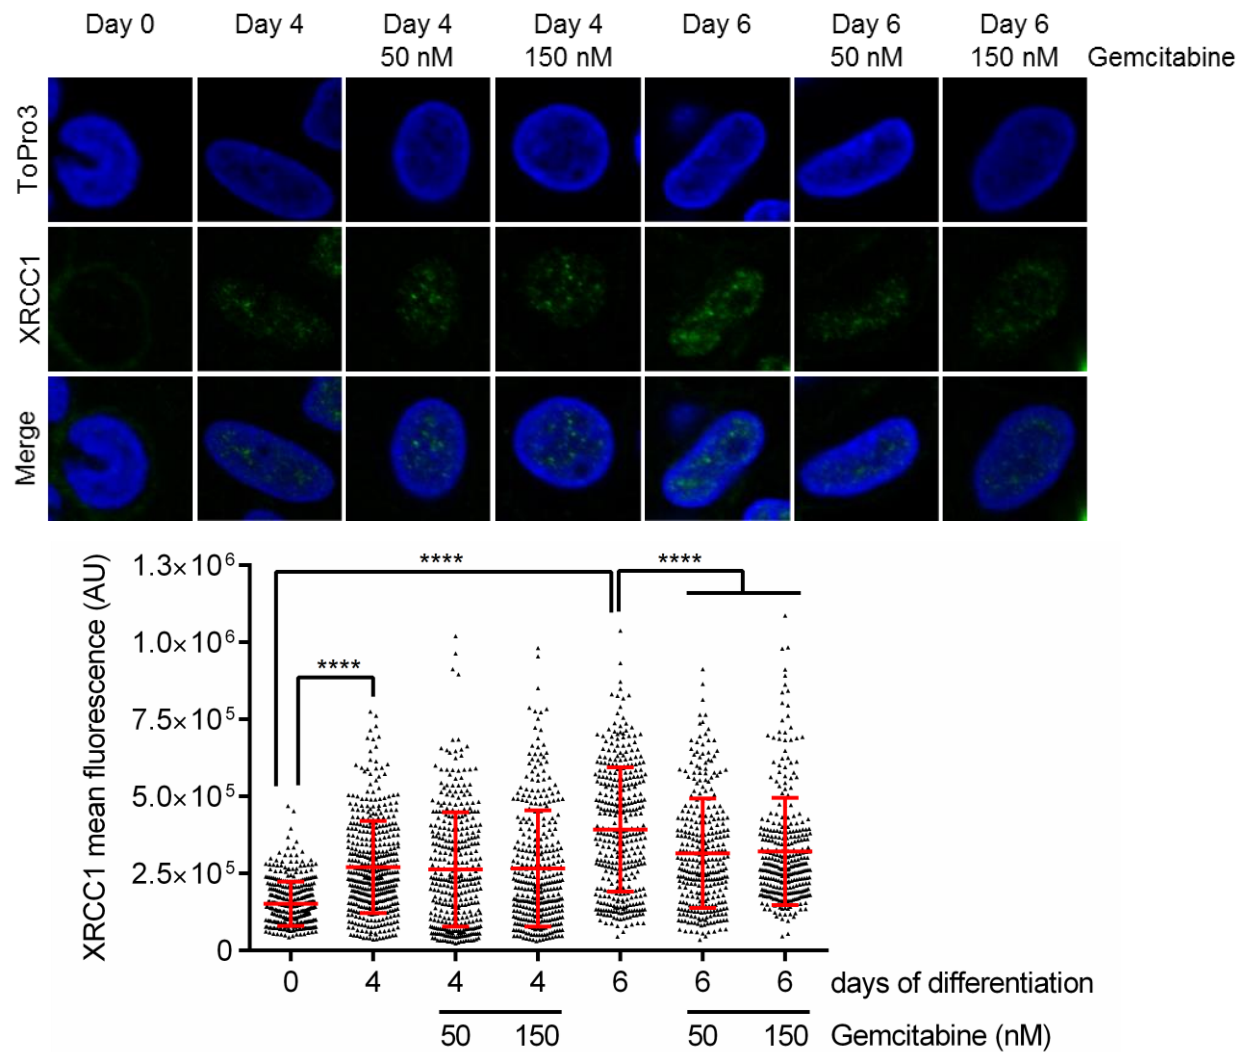 Day 0 Day 4 Day 4 Day 4 Day 6 Day 6 Day 6
50 nM 150 nM 50 nM 150 nM Gemcitabine
ToPro3
XRCC1
Merge
XRCC1 mean fluorescence (AU)
1.3×10⁶
1.0×10⁶
7.5×10⁵
5.0×10⁵
2.5×10⁵
0
**** ****
****
0 4 4 4 6 6 6 days of differentiation
50 150 50 150 Gemcitabine (nM)